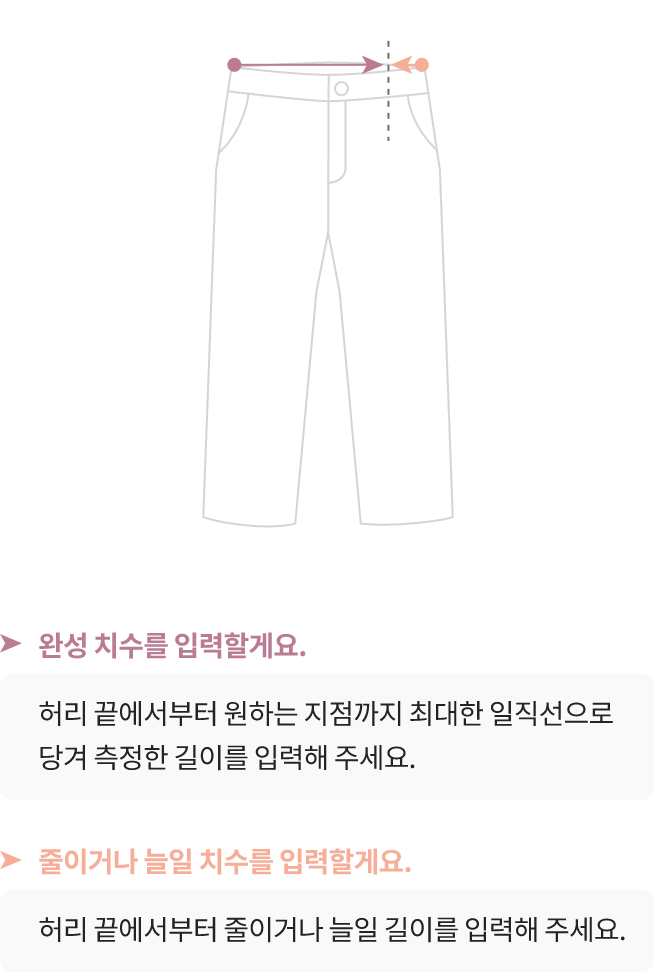 완성 치수를 입력할게요.
허리 끝에서부터 원하는 지점까지 최대한 일직선으로
당겨 측정한 길이를 입력해 주세요.
줄이거나 늘일 치수를 입력할게요.
허리 끝에서부터 줄이거나 늘일 길이를 입력해 주세요.